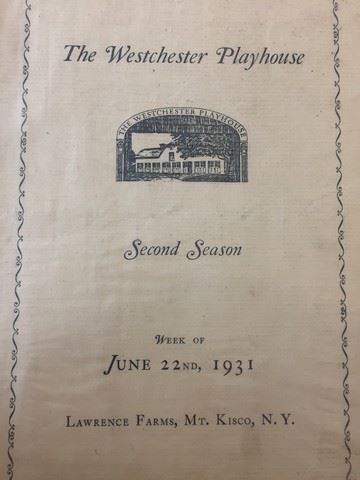 The Westchester Playhouse
THE WESTCHESTER PLAYHOUSE
Second Season
WEEK OF
JUNE 22ND, 1931
LAWRENCE FARMS, MT. KISCO, N. Y.